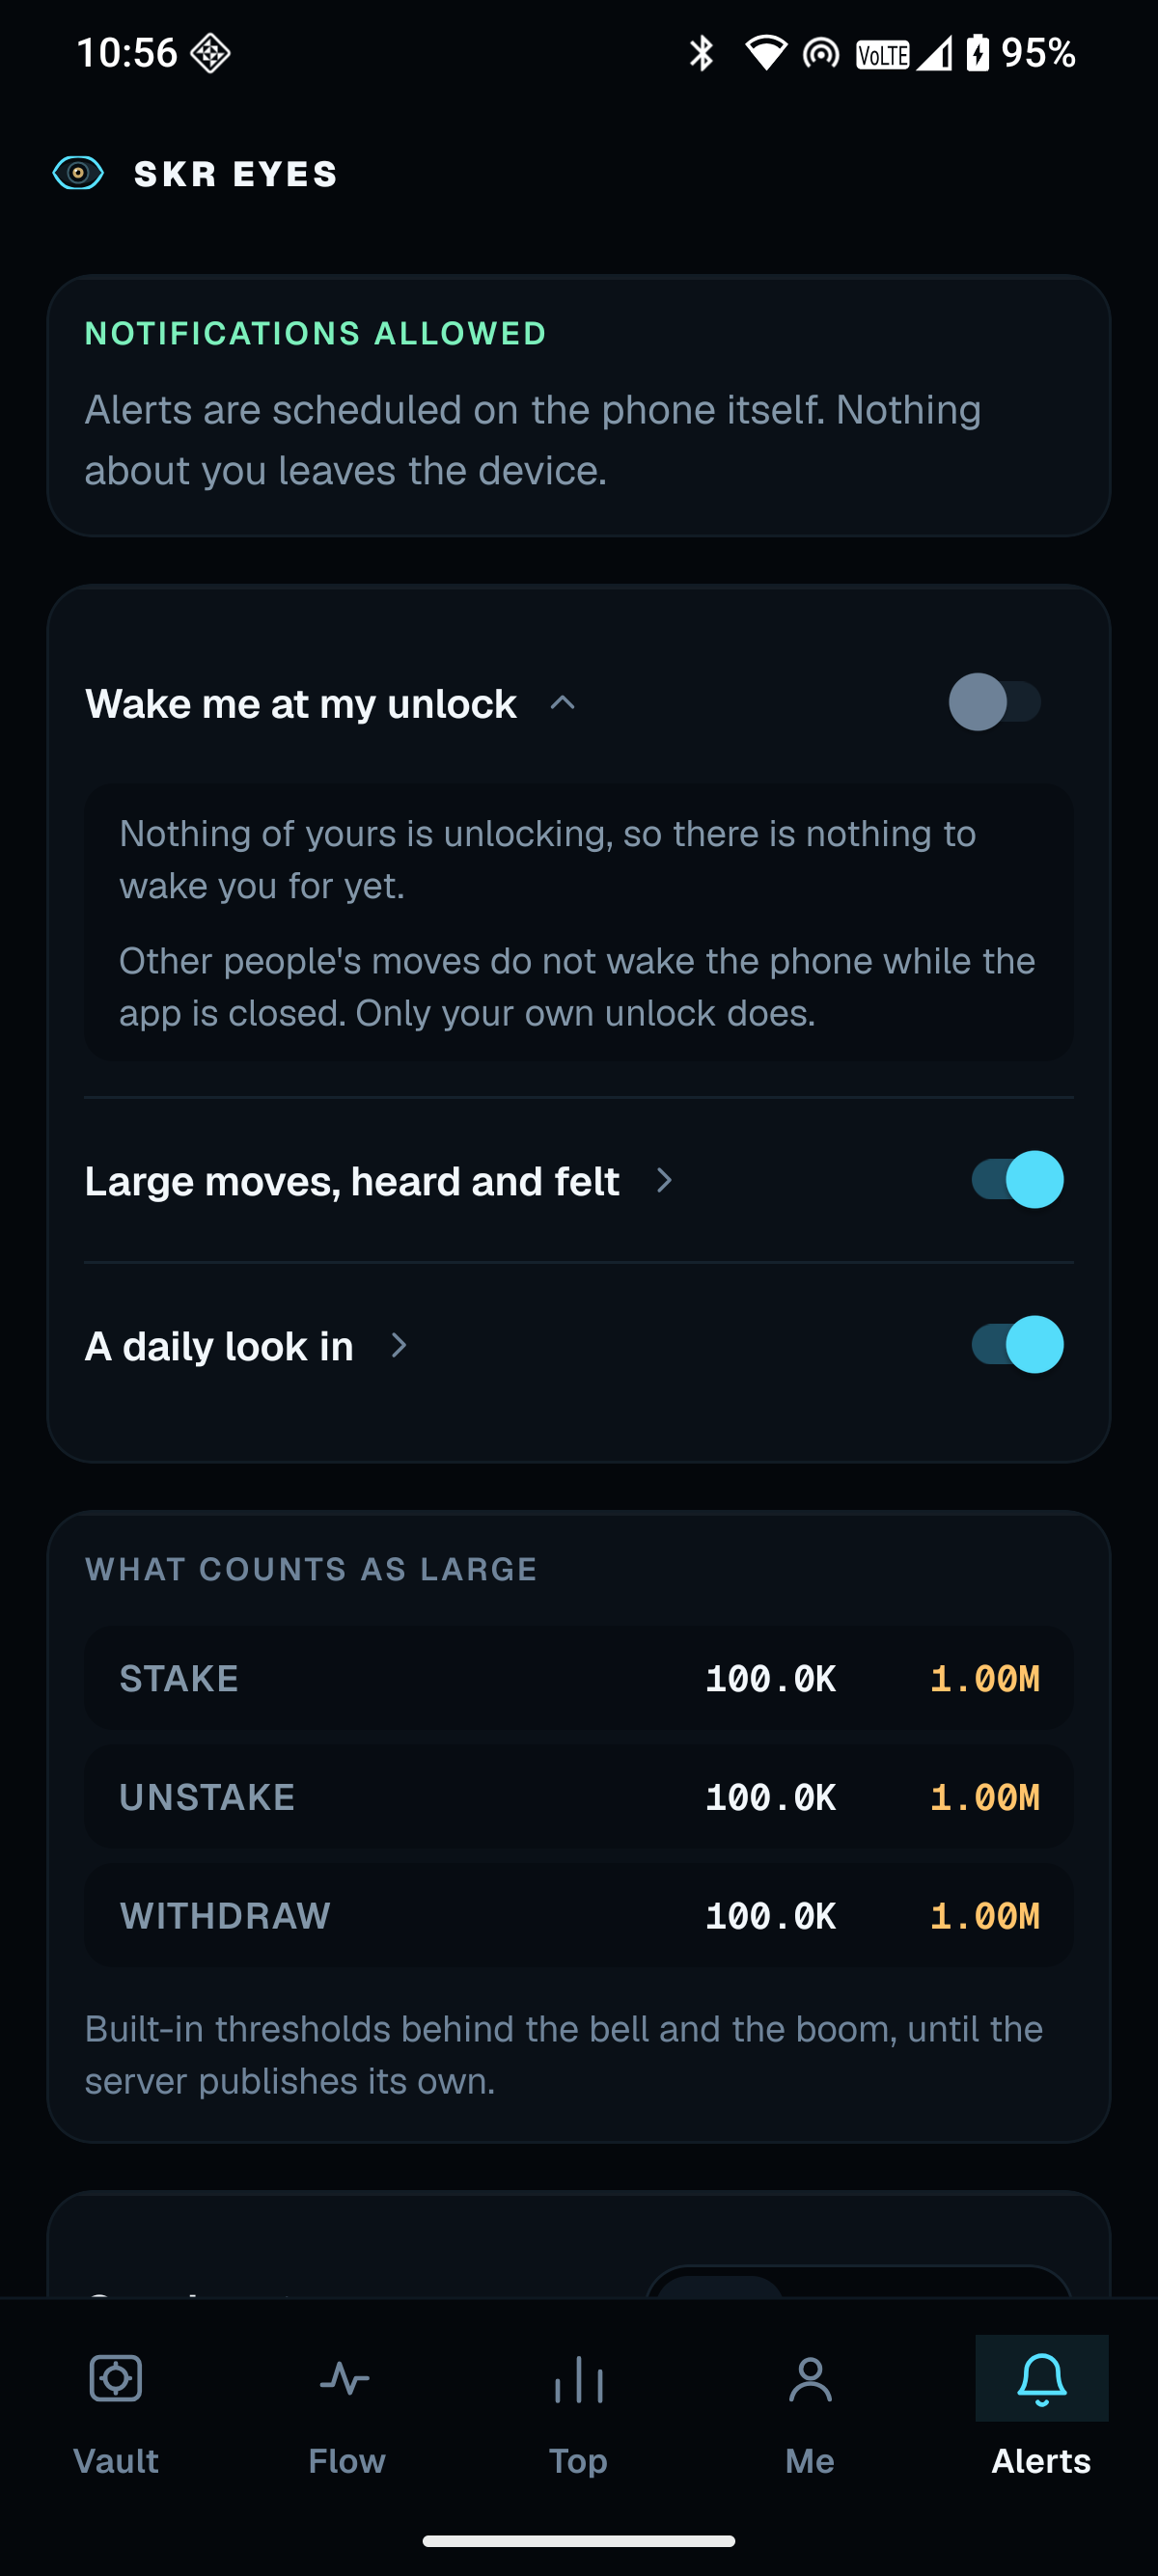 10:56
VoLTE
95%
SKR EYES
NOTIFICATIONS ALLOWED
Alerts are scheduled on the phone itself. Nothing
about you leaves the device.
Wake me at my unlock
Nothing of yours is unlocking, so there is nothing to
wake you for yet.
Other people's moves do not wake the phone while the
app is closed. Only your own unlock does.
Large moves, heard and felt
A daily look in
WHAT COUNTS AS LARGE
STAKE 100.0K 1.00M
UNSTAKE 100.0K 1.00M
WITHDRAW 100.0K 1.00M
Built-in thresholds behind the bell and the boom, until the
server publishes its own.
Vault Flow Top Me Alerts